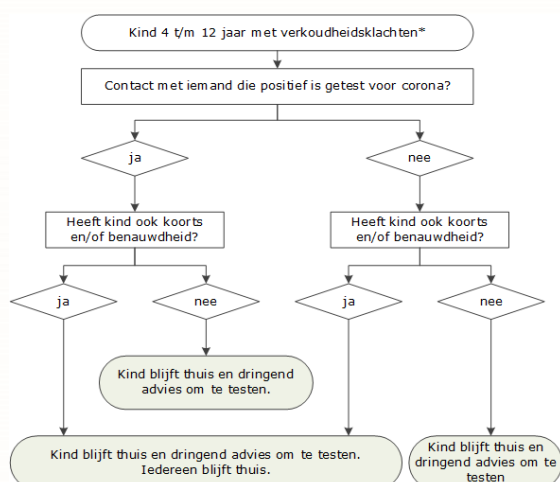 Kind 4 t/m 12 jaar met verkoudheidsklachten*
Contact met iemand die positief is getest voor corona?
ja
nee
Heeft kind ook koorts
en/of benauwdheid?
Heeft kind ook koorts
en/of benauwdheid?
ja
nee
ja
nee
Kind blijft thuis en dringend
advies om te testen.
Kind blijft thuis en dringend advies om te testen.
Iedereen blijft thuis.
Kind blijft thuis en
dringend advies om te
testen